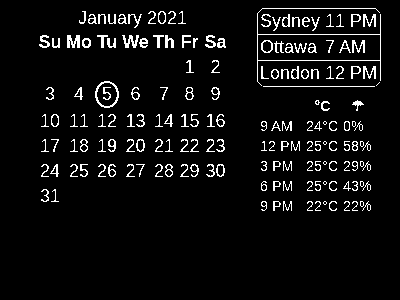 January 2021
Su Mo Tu We Th Fr Sa
1 2
3 4 5 6 7 8 9
10 11 12 13 14 15 16
17 18 19 20 21 22 23
24 25 26 27 28 29 30
31
Sydney 11 PM
Ottawa 7 AM
London 12 PM
°C
9 AM 24°C 0%
12 PM 25°C 58%
3 PM 25°C 29%
6 PM 25°C 43%
9 PM 22°C 22%